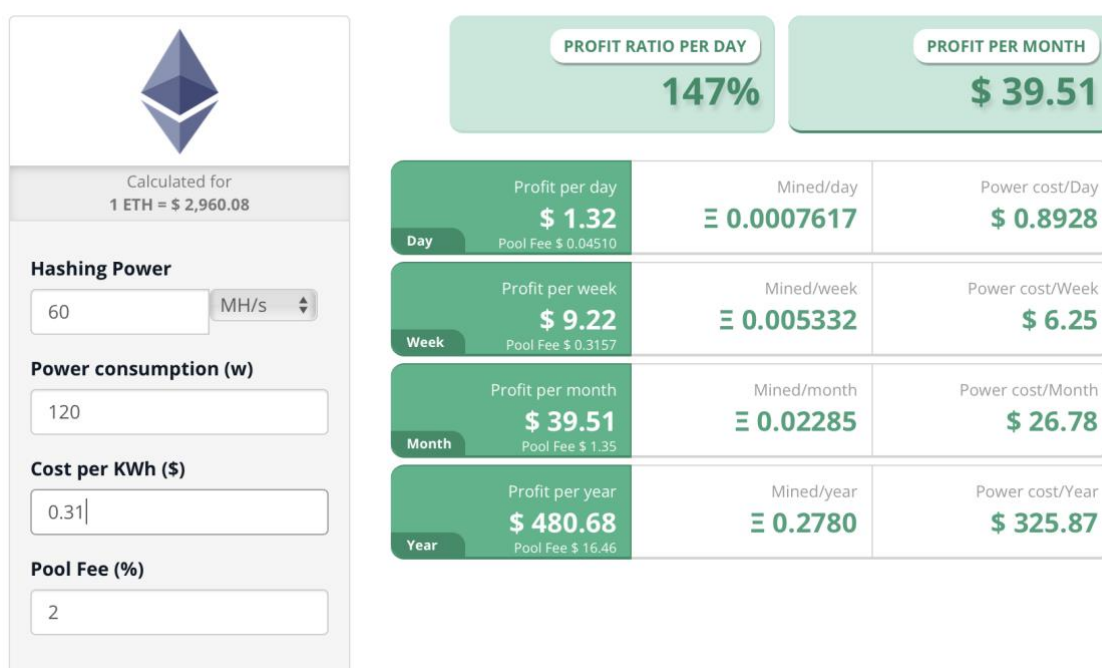 Calculated for
1 ETH = $ 2,960.08
Hashing Power
60
MH/s
Power consumption (w)
120
Cost per KWh ($)
0.31
Pool Fee (%)
2
PROFIT RATIO PER DAY
147%
PROFIT PER MONTH
$ 39.51
Profit per day
$ 1.32
Day
Pool Fee $ 0.04510
Mined/day
Ξ 0.0007617
Power cost/Day
$ 0.8928
Profit per week
$ 9.22
Week
Pool Fee $ 0.3157
Mined/week
Ξ 0.005332
Power cost/Week
$ 6.25
Profit per month
$ 39.51
Month
Pool Fee $ 1.35
Mined/month
Ξ 0.02285
Power cost/Month
$ 26.78
Profit per year
$ 480.68
Year
Pool Fee $ 16.46
Mined/year
Ξ 0.2780
Power cost/Year
$ 325.87